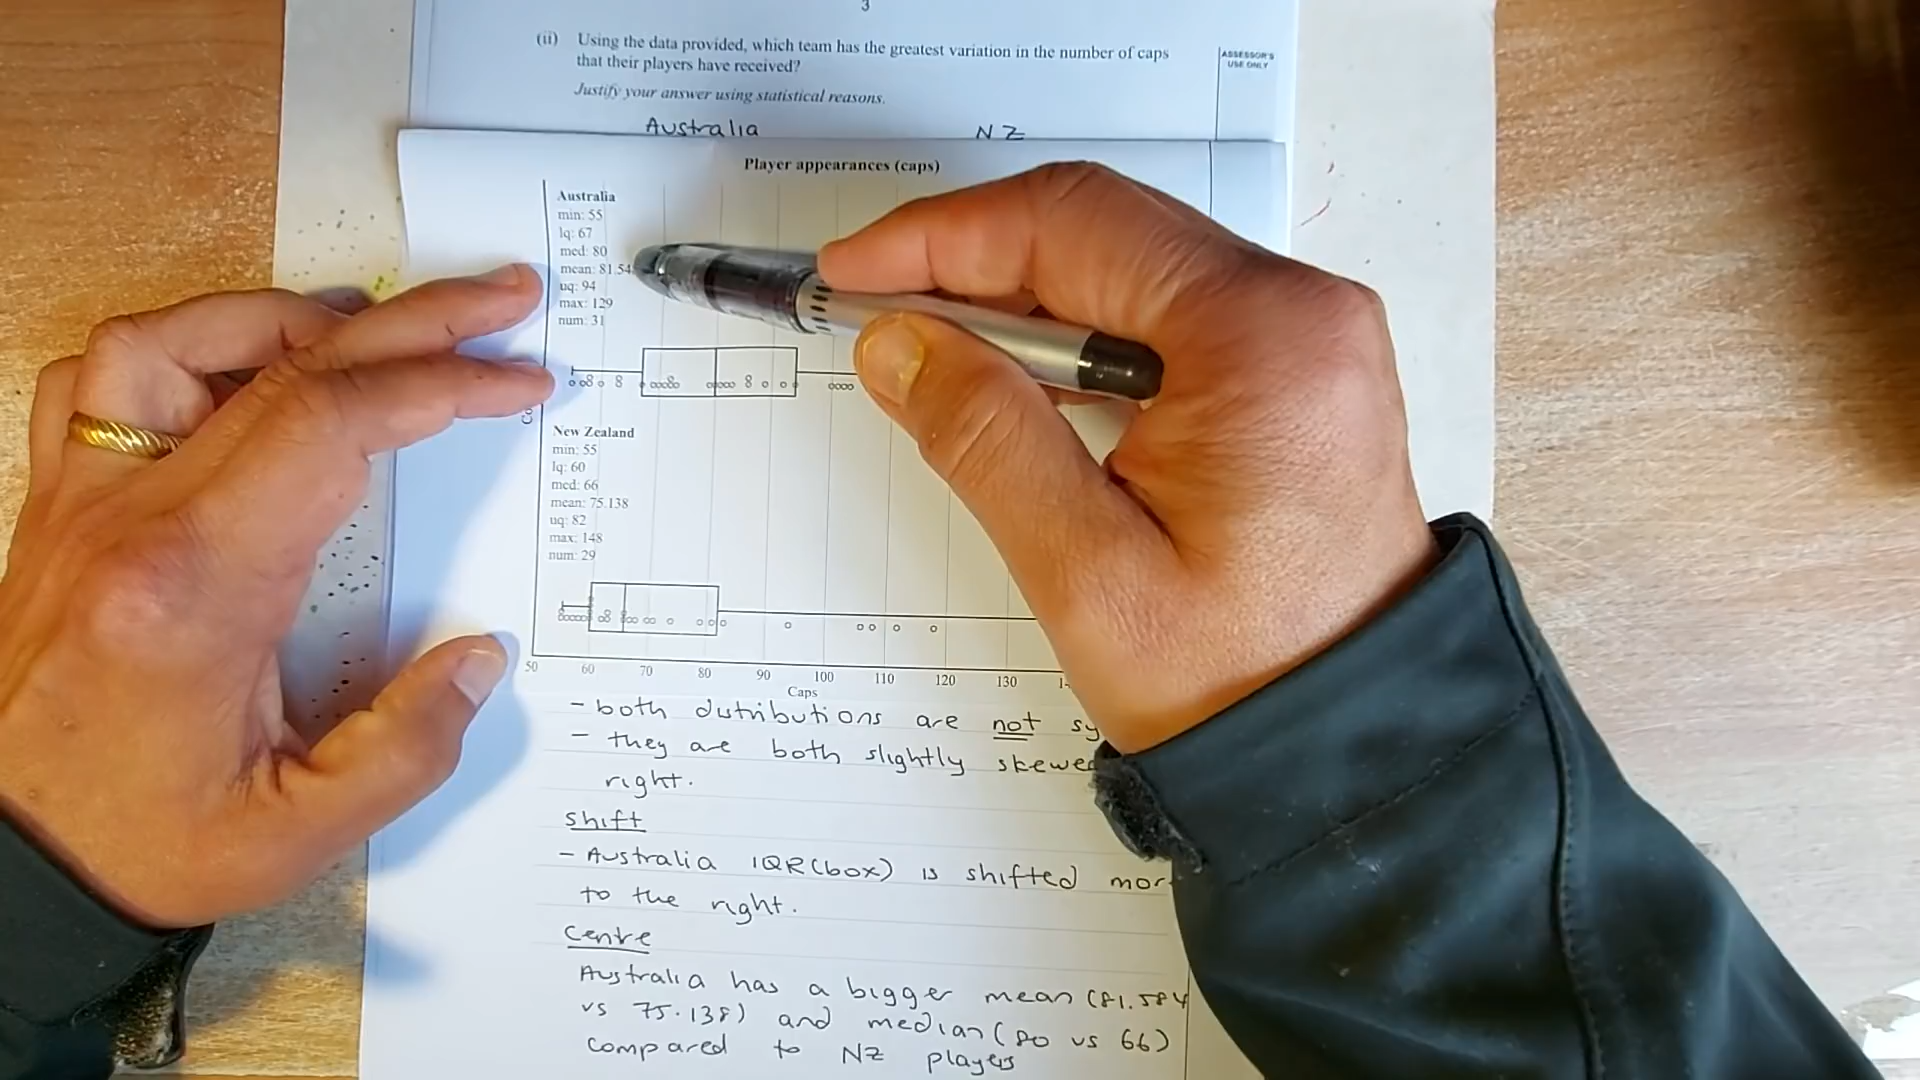 3
(ii) Using the data provided, which team has the greatest variation in the number of caps
that their players have received?
ASSESSOR'S
USE ONLY
Justify your answer using statistical reasons.
Australia NZ
Player appearances (caps)
Australia
min: 55
lq: 67
med: 80
mean: 81.54
uq: 94
max: 129
num: 31
New Zealand
min: 55
lq: 60
med: 66
mean: 75.138
uq: 82
max: 148
num: 29
50 60 70 80 90 100 110 120 130
Caps
- both distributions are not
- they are both slightly skewed
right.
Shift
- Australia IQR (box) is shifted
to the right.
Centre
Australia has a bigger mean (81.584
vs 75.138) and median (80 vs 66)
compared to NZ players